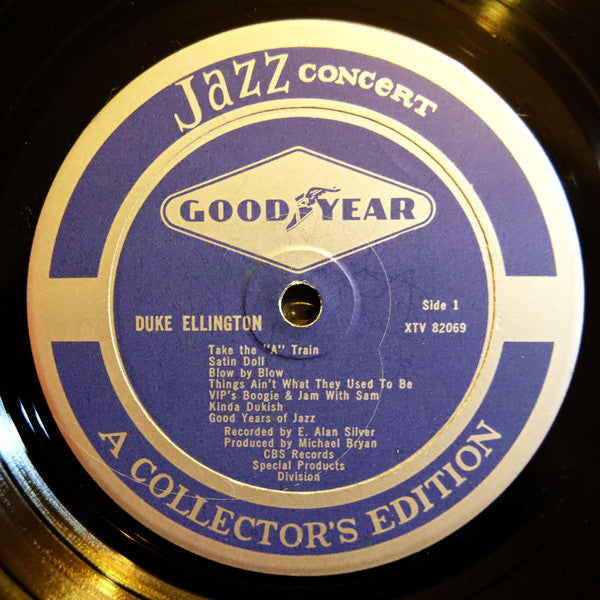 Jazz CONCERT
GOOD YEAR
DUKE ELLINGTON
Side 1
XTV 82069
Take the "A" Train
Satin Doll
Blow by Blow
Things Ain't What They Used To Be
VIP's Boogie & Jam With Sam
Kinda Dukish
Good Years of Jazz
Recorded by E. Alan Silver
Produced by Michael Bryan
CBS Records
Special Products
Division
A COLLECTOR'S EDITION